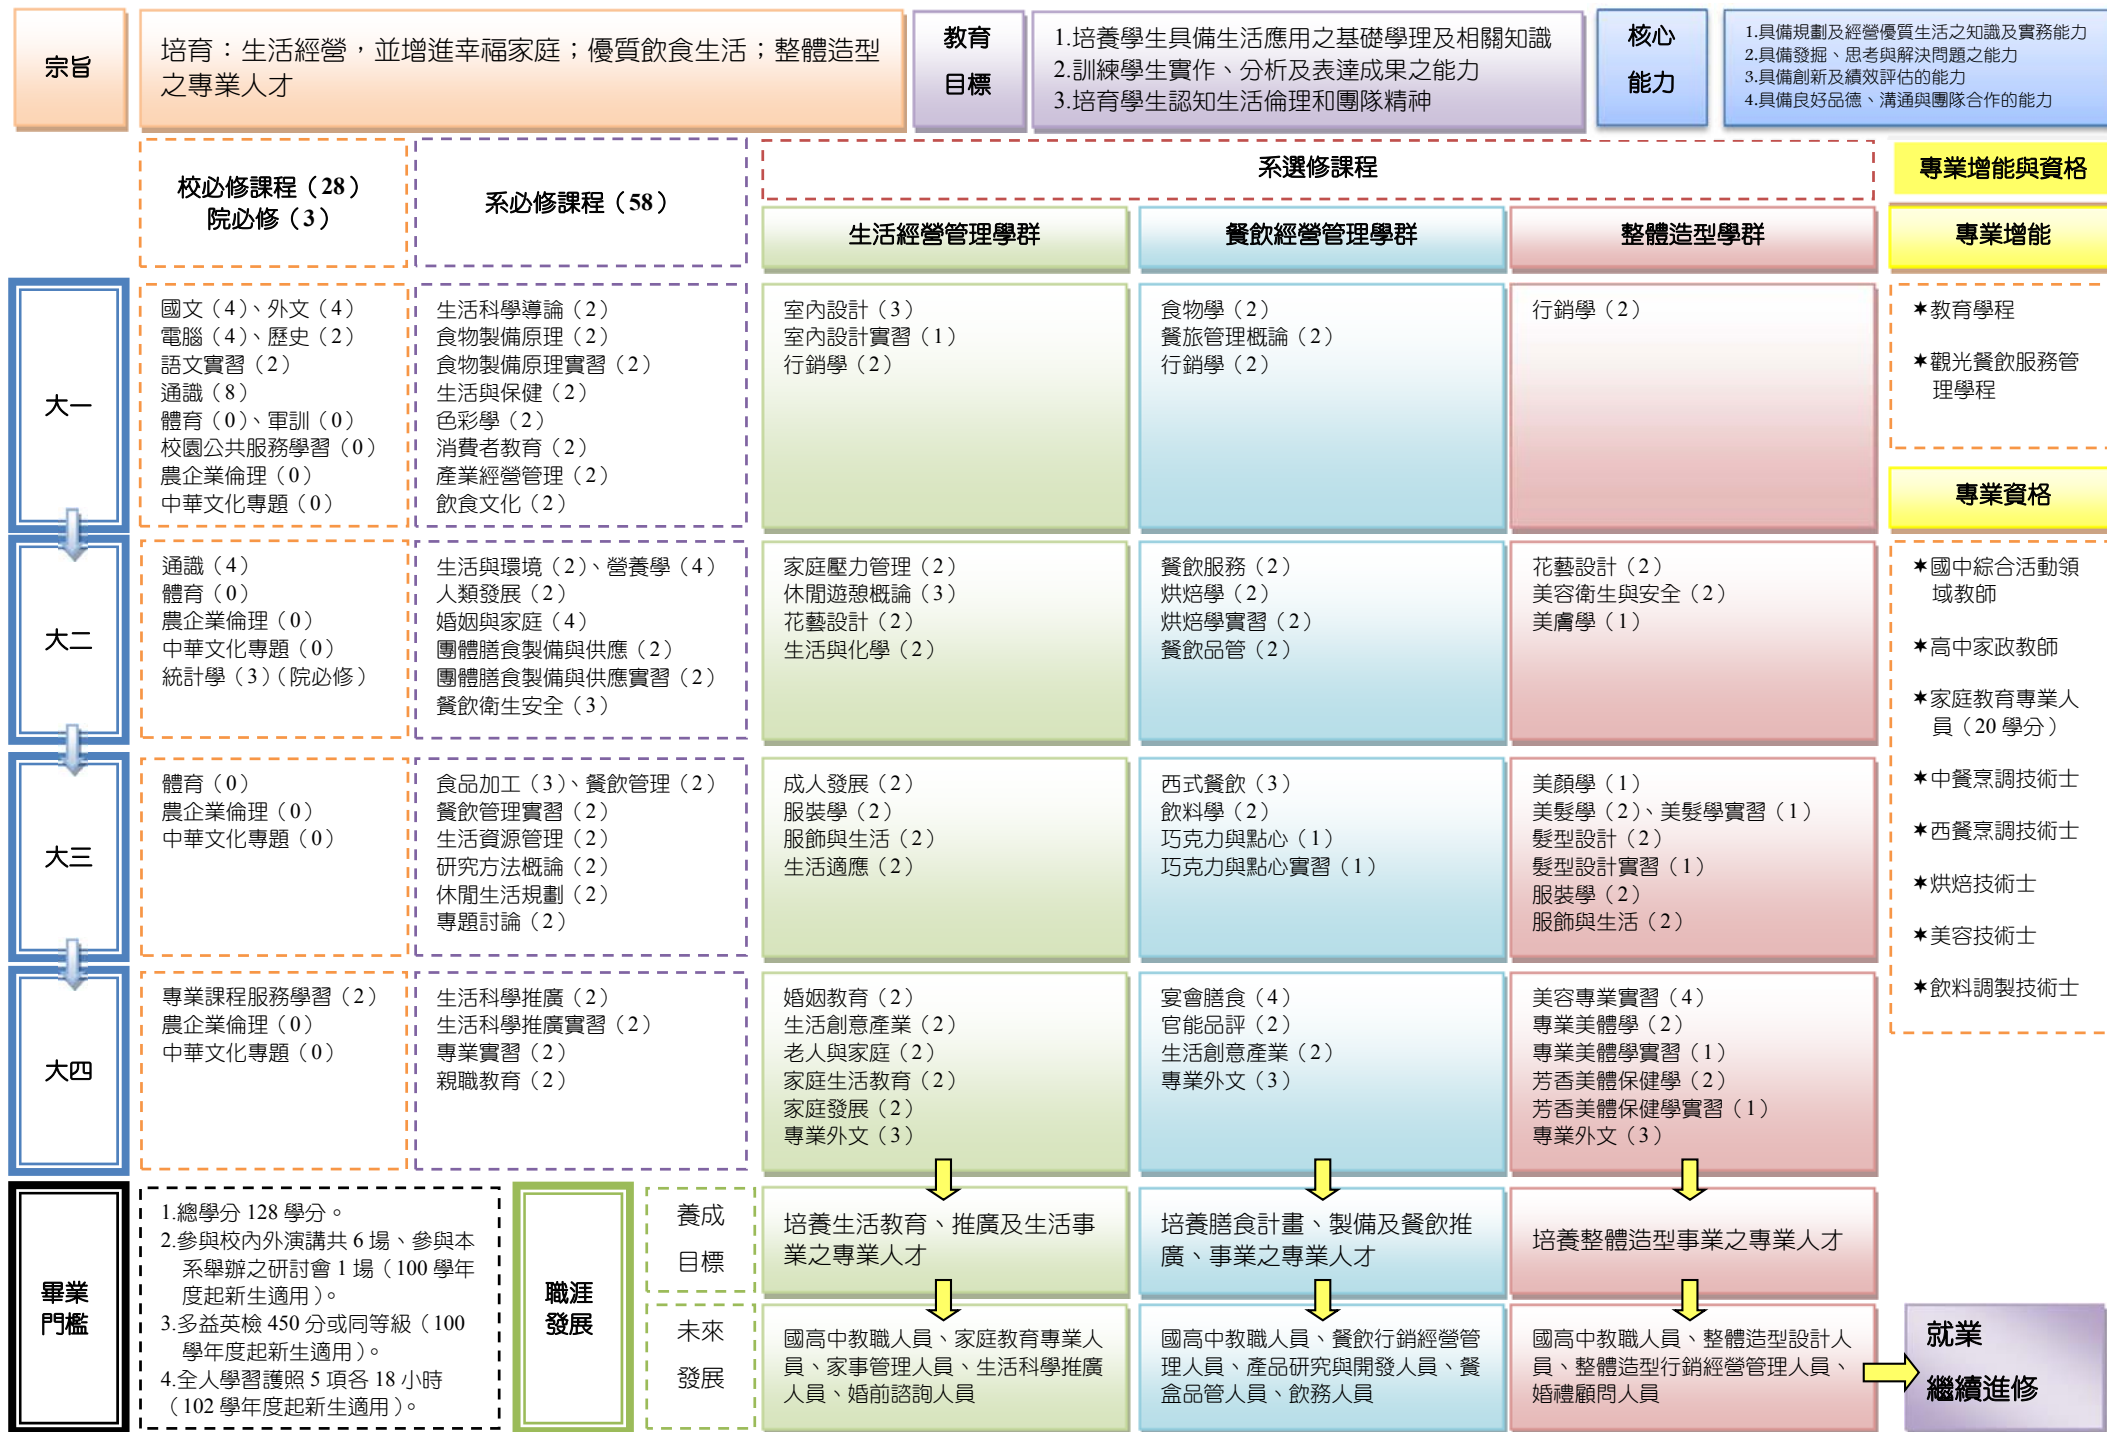 宗旨
培育：生活經營，並增進幸福家庭；優質飲食生活；整體造型
之專業人才
教育
目標
1.培養學生具備生活應用之基礎學理及相關知識
2.訓練學生實作、分析及表達成果之能力
3.培育學生認知生活倫理和團隊精神
核心
能力
1.具備規劃及經營優質生活之知識及實務能力
2.具備發掘、思考與解決問題之能力
3.具備創新及績效評估的能力
4.具備良好品德、溝通與團隊合作的能力
校必修課程（28）
院必修（3）
系必修課程（58）
系選修課程
生活經營管理學群
餐飲經營管理學群
整體造型學群
專業增能與資格
專業增能
大一
國文（4）、外文（4）
電腦（4）、歷史（2）
語文實習（2）
通識（8）
體育（0）、軍訓（0）
校園公共服務學習（0）
農企業倫理（0）
中華文化專題（0）
生活科學導論（2）
食物製備原理（2）
食物製備原理實習（2）
生活與保健（2）
色彩學（2）
消費者教育（2）
產業經營管理（2）
飲食文化（2）
室內設計（3）
室內設計實習（1）
行銷學（2）
食物學（2）
餐旅管理概論（2）
行銷學（2）
行銷學（2）
✶教育學程
✶觀光餐飲服務管
理學程
專業資格
大二
通識（4）
體育（0）
農企業倫理（0）
中華文化專題（0）
統計學（3）（院必修）
生活與環境（2）、營養學（4）
人類發展（2）
婚姻與家庭（4）
團體膳食製備與供應（2）
團體膳食製備與供應實習（2）
餐飲衛生安全（3）
家庭壓力管理（2）
休閒遊憩概論（3）
花藝設計（2）
生活與化學（2）
餐飲服務（2）
烘焙學（2）
烘焙學實習（2）
餐飲品管（2）
花藝設計（2）
美容衛生與安全（2）
美膚學（1）
✶國中綜合活動領
域教師
✶高中家政教師
✶家庭教育專業人
員（20 學分）
✶中餐烹調技術士
✶西餐烹調技術士
✶烘焙技術士
✶美容技術士
✶飲料調製技術士
大三
體育（0）
農企業倫理（0）
中華文化專題（0）
食品加工（3）、餐飲管理（2）
餐飲管理實習（2）
生活資源管理（2）
研究方法概論（2）
休閒生活規劃（2）
專題討論（2）
成人發展（2）
服裝學（2）
服飾與生活（2）
生活適應（2）
西式餐飲（3）
飲料學（2）
巧克力與點心（1）
巧克力與點心實習（1）
美顏學（1）
美髮學（2）、美髮學實習（1）
髮型設計（2）
髮型設計實習（1）
服裝學（2）
服飾與生活（2）
大四
專業課程服務學習（2）
農企業倫理（0）
中華文化專題（0）
生活科學推廣（2）
生活科學推廣實習（2）
專業實習（2）
親職教育（2）
婚姻教育（2）
生活創意產業（2）
老人與家庭（2）
家庭生活教育（2）
家庭發展（2）
專業外文（3）
宴會膳食（4）
官能品評（2）
生活創意產業（2）
專業外文（3）
美容專業實習（4）
專業美體學（2）
專業美體學實習（1）
芳香美體保健學（2）
芳香美體保健學實習（1）
專業外文（3）
畢業
門檻
1.總學分 128 學分。
2.參與校內外演講共 6 場、參與本
系舉辦之研討會 1 場（100 學年
度起新生適用）。
3.多益英檢 450 分或同等級（100
學年度起新生適用）。
4.全人學習護照 5 項各 18 小時
（102 學年度起新生適用）。
職涯
發展
養成
目標
培養生活教育、推廣及生活事
業之專業人才
培養膳食計畫、製備及餐飲推
廣、事業之專業人才
培養整體造型事業之專業人才
未來
發展
國高中教職人員、家庭教育專業人
員、家事管理人員、生活科學推廣
人員、婚前諮詢人員
國高中教職人員、餐飲行銷經營管
理人員、產品研究與開發人員、餐
盒品管人員、飲務人員
國高中教職人員、整體造型設計人
員、整體造型行銷經營管理人員、
婚禮顧問人員
就業
繼續進修